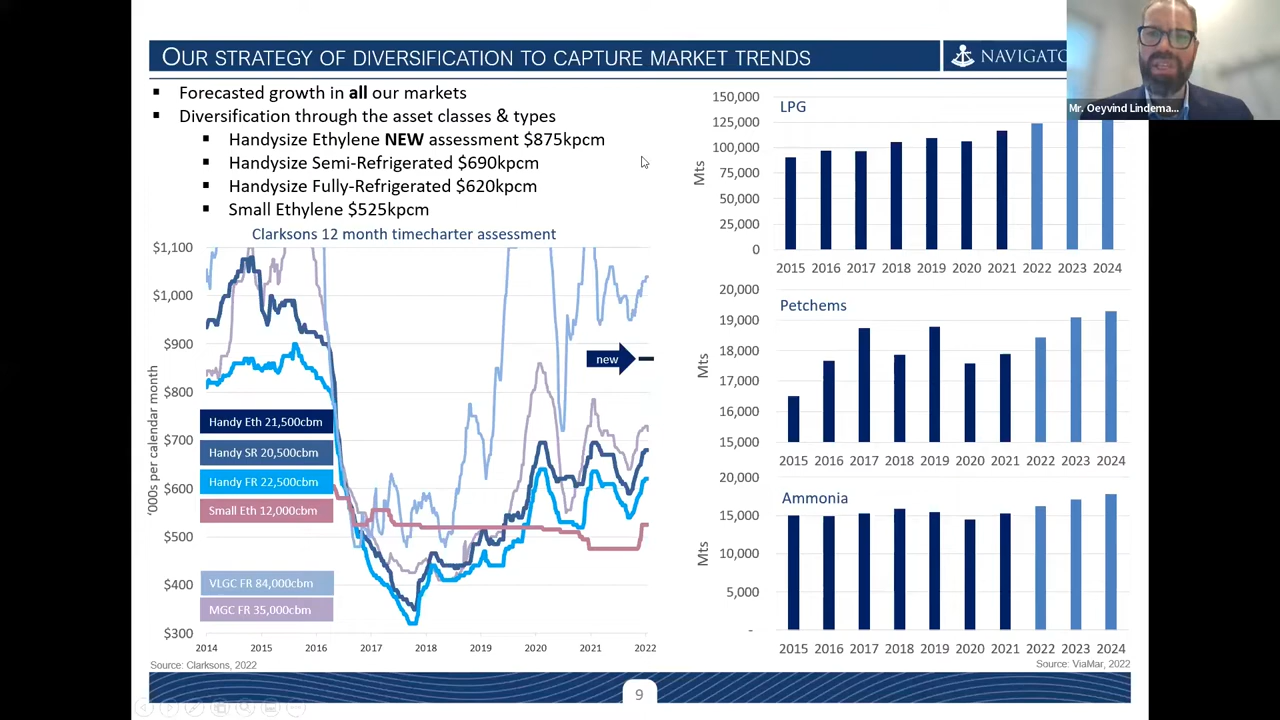 OUR STRATEGY OF DIVERSIFICATION TO CAPTURE MARKET TRENDS
Mr. Oeyvind Lindema...
▪ Forecasted growth in all our markets
▪ Diversification through the asset classes & types
▪ Handysize Ethylene NEW assessment $875kpcm
▪ Handysize Semi-Refrigerated $690kpcm
▪ Handysize Fully-Refrigerated $620kpcm
▪ Small Ethylene $525kpcm
Clarksons 12 month timecharter assessment
'000s per calendar month
$1,100
$1,000
$900
$800
$700
$600
$500
$400
$300
new
Handy Eth 21,500cbm
Handy SR 20,500cbm
Handy FR 22,500cbm
Small Eth 12,000cbm
VLGC FR 84,000cbm
MGC FR 35,000cbm
2014 2015 2016 2017 2018 2019 2020 2021 2022
Source: Clarksons, 2022
LPG
Mts
150,000
125,000
100,000
75,000
50,000
25,000
0
2015 2016 2017 2018 2019 2020 2021 2022 2023 2024
Petchems
Mts
20,000
19,000
18,000
17,000
16,000
15,000
2015 2016 2017 2018 2019 2020 2021 2022 2023 2024
Ammonia
Mts
20,000
15,000
10,000
5,000
-
2015 2016 2017 2018 2019 2020 2021 2022 2023 2024
Source: ViaMar, 2022
9